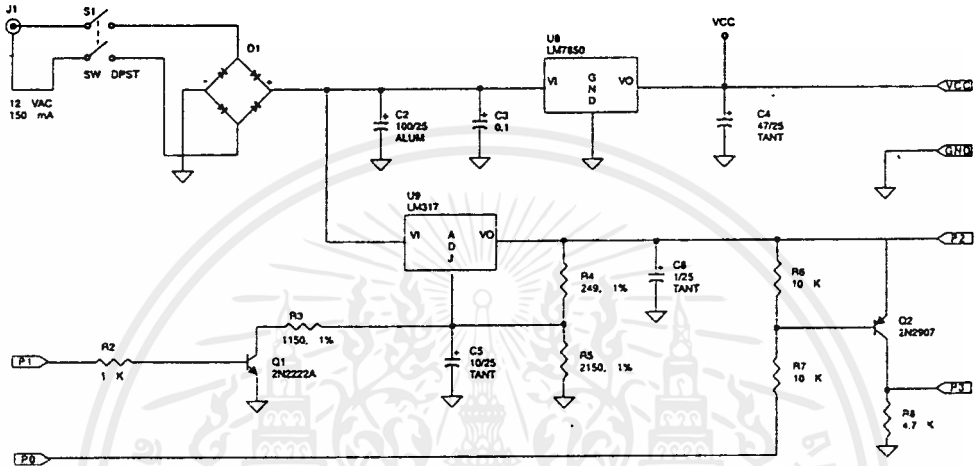 J1
S1
SW DPST
12 VAC
150 mA
D1
-
+
C2
100/25
ALUM
C3
0.1
U8
LM7850
VI
GND
VO
VCC
C4
47/25
TANT
VCC
GND
U9
LM317
VI
ADJ
VO
R4
249, 1%
C6
1/25
TANT
R6
10 K
P2
Q2
2N2907
R3
1150, 1%
P1
R2
1 K
Q1
2N2222A
C5
10/25
TANT
R5
2150, 1%
R7
10 K
P3
R8
4.7 K
P0